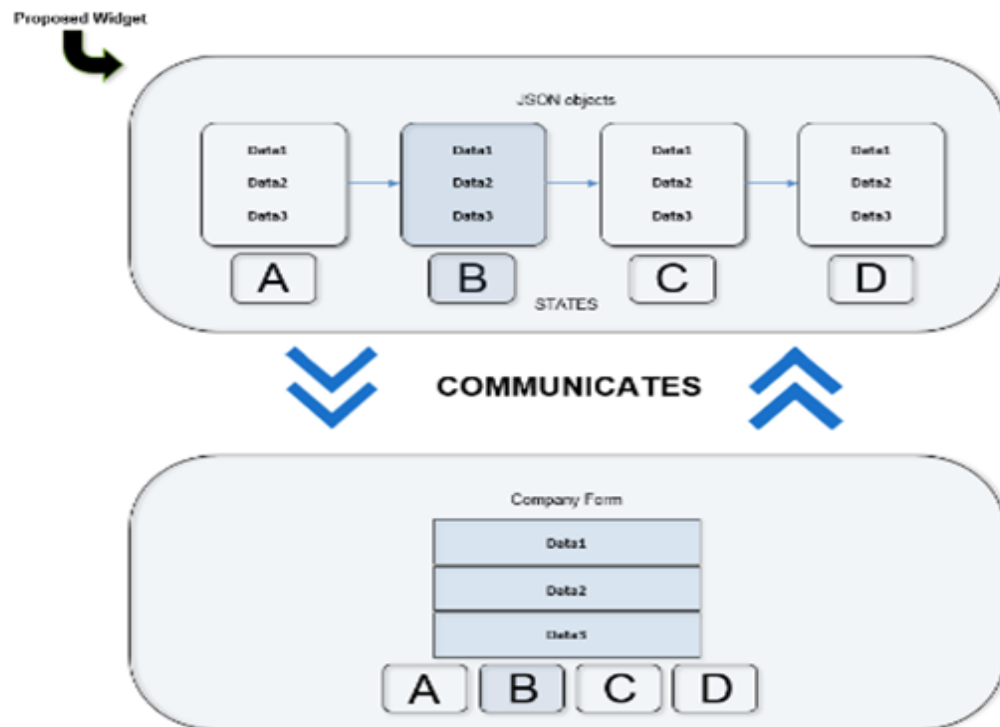 Proposed Widget
JSON objects
Data1 Data1 Data1 Data1
Data2 Data2 Data2 Data2
Data3 Data3 Data3 Data3
A B C D
STATES
COMMUNICATES
Company Form
Data1
Data2
Data3
A B C D